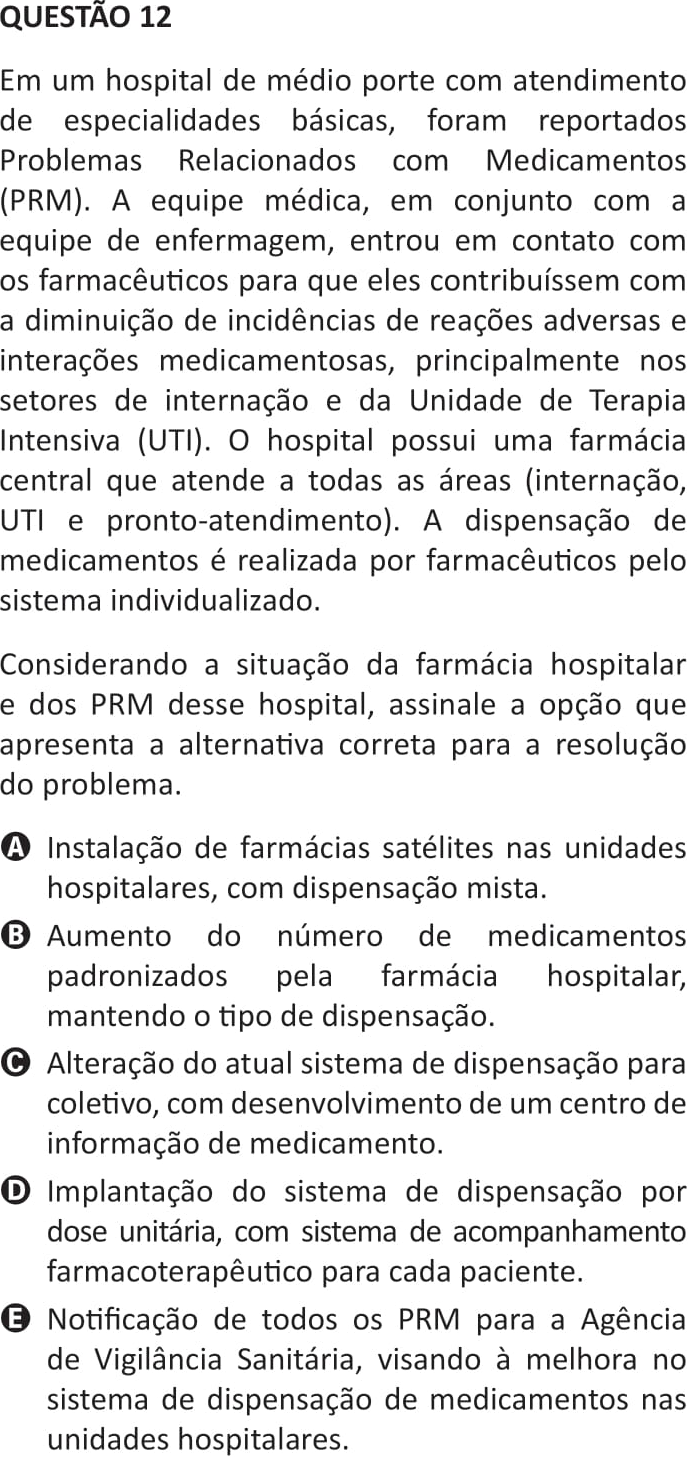 QUESTÃO 12
Em um hospital de médio porte com atendimento
de especialidades básicas, foram reportados
Problemas Relacionados com Medicamentos
(PRM). A equipe médica, em conjunto com a
equipe de enfermagem, entrou em contato com
os farmacêuticos para que eles contribuíssem com
a diminuição de incidências de reações adversas e
interações medicamentosas, principalmente nos
setores de internação e da Unidade de Terapia
Intensiva (UTI). O hospital possui uma farmácia
central que atende a todas as áreas (internação,
UTI e pronto-atendimento). A dispensação de
medicamentos é realizada por farmacêuticos pelo
sistema individualizado.
Considerando a situação da farmácia hospitalar
e dos PRM desse hospital, assinale a opção que
apresenta a alternativa correta para a resolução
do problema.
A Instalação de farmácias satélites nas unidades
hospitalares, com dispensação mista.
B Aumento do número de medicamentos
padronizados pela farmácia hospitalar,
mantendo o tipo de dispensação.
C Alteração do atual sistema de dispensação para
coletivo, com desenvolvimento de um centro de
informação de medicamento.
D Implantação do sistema de dispensação por
dose unitária, com sistema de acompanhamento
farmacoterapêutico para cada paciente.
E Notificação de todos os PRM para a Agência
de Vigilância Sanitária, visando à melhora no
sistema de dispensação de medicamentos nas
unidades hospitalares.